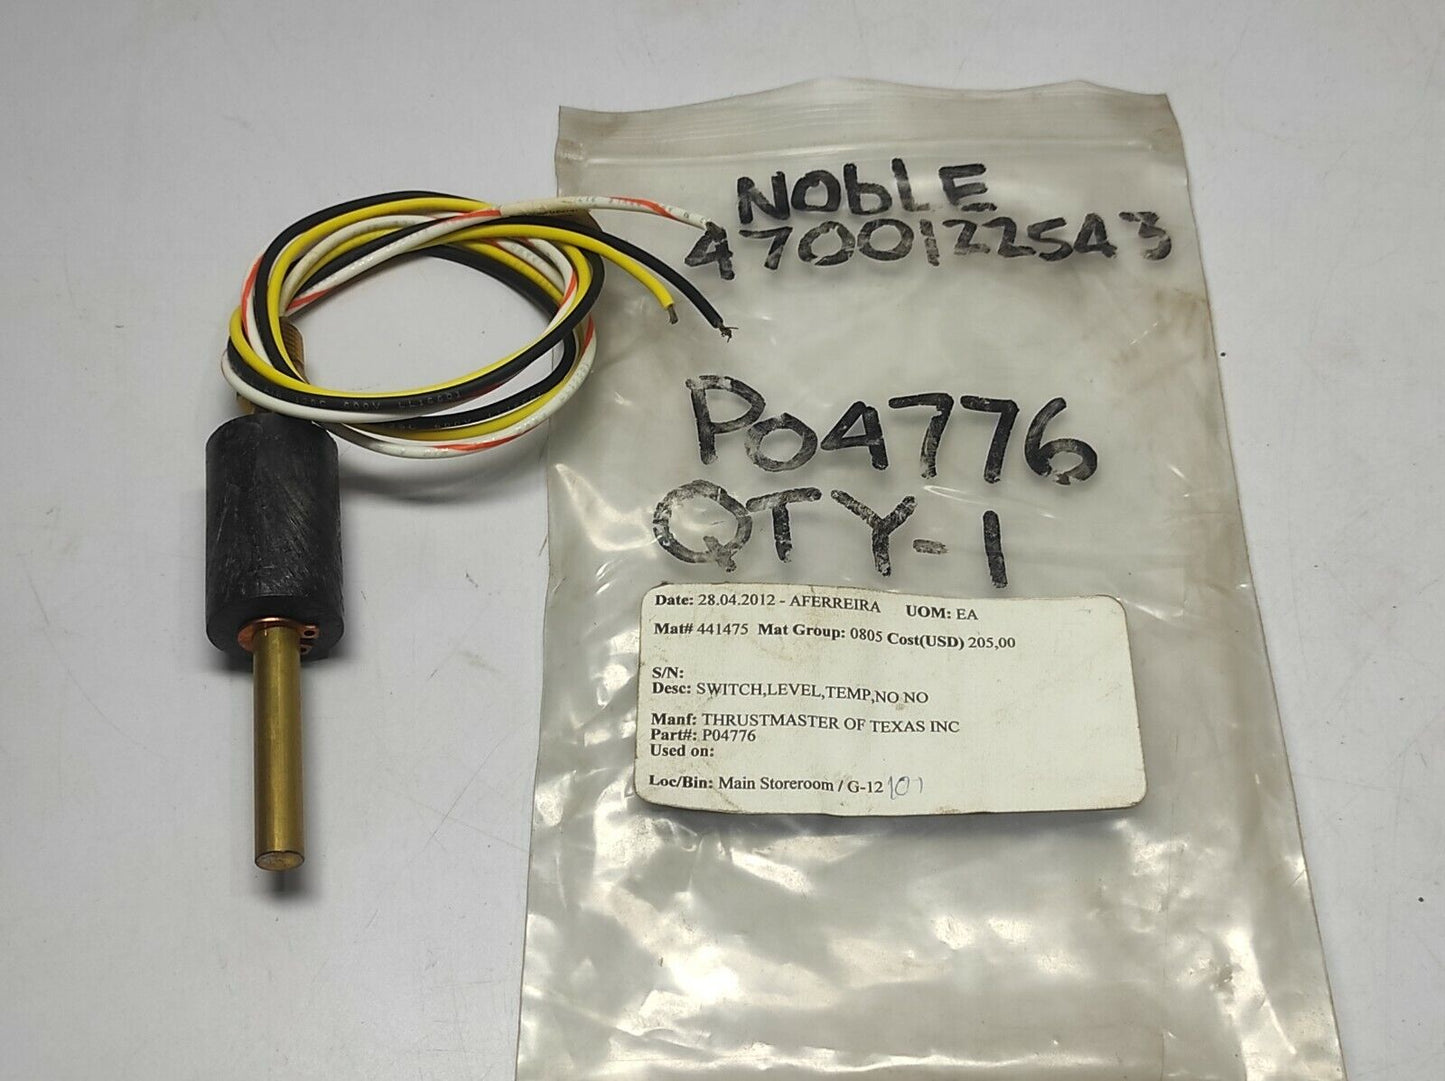 NOblE
4700122SA3
P04776
QTY-1
Date: 28.04.2012 - AFERREIRA UOM: EA
Mat# 441475 Mat Group: 0805 Cost(USD) 205,00
S/N:
Desc: SWITCH,LEVEL,TEMP,NO NO
Manf: THRUSTMASTER OF TEXAS INC
Part#: P04776
Used on:
Loc/Bin: Main Storeroom / G-12 101